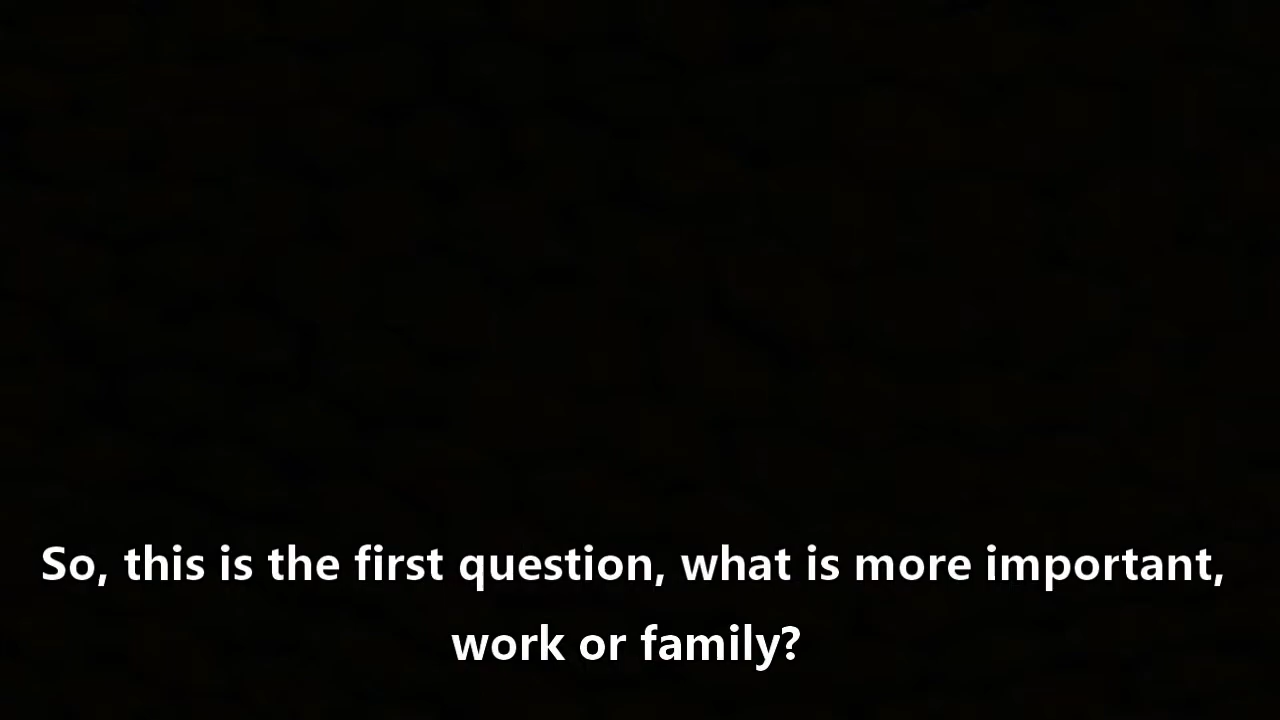 So, this is the first question, what is more important,
work or family?